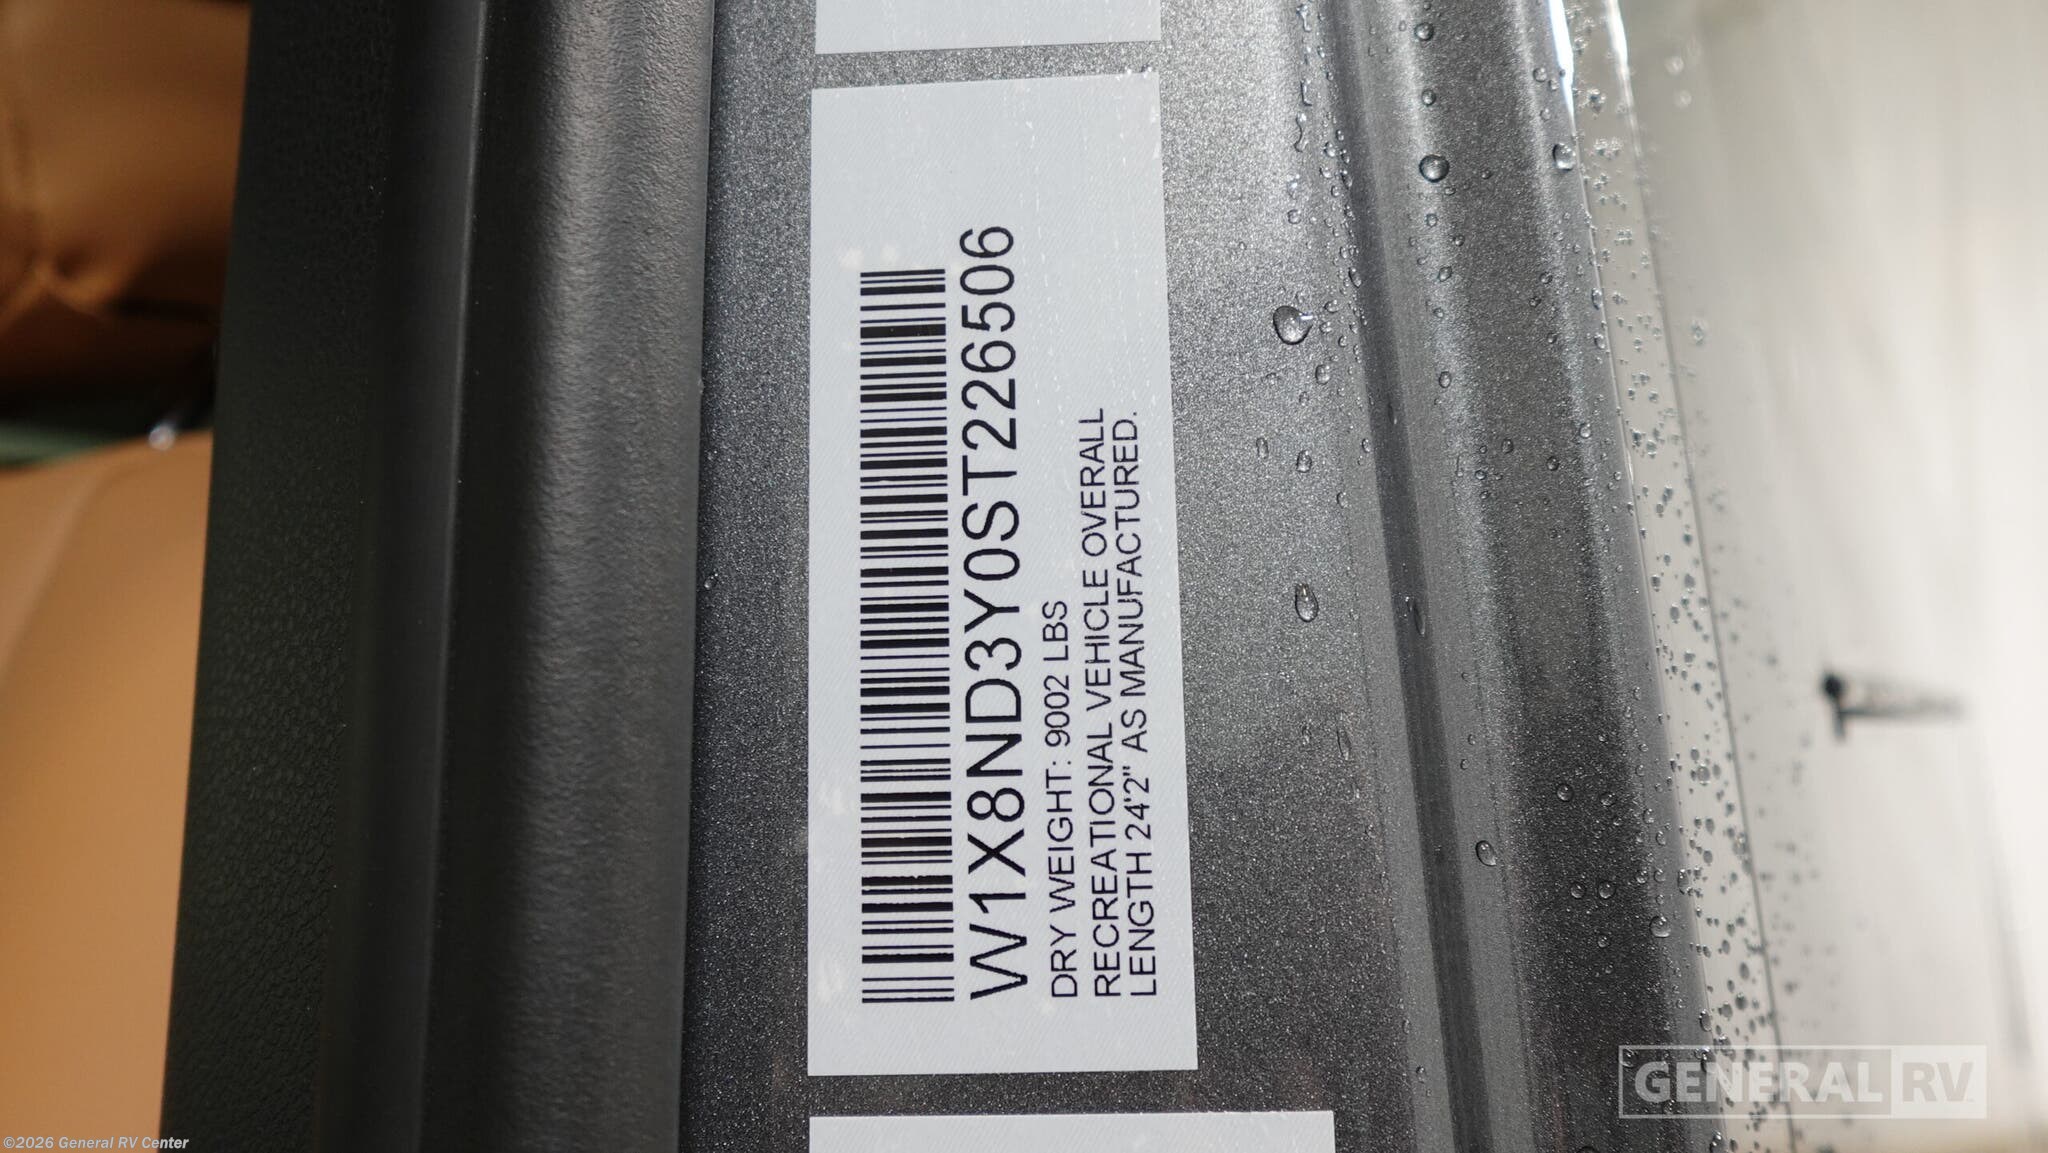 W1X8ND3Y0ST226506
DRY WEIGHT: 9002 LBS
RECREATIONAL VEHICLE OVERALL
LENGTH 24'2" AS MANUFACTURED.
GENERAL RV
©2026 General RV Center